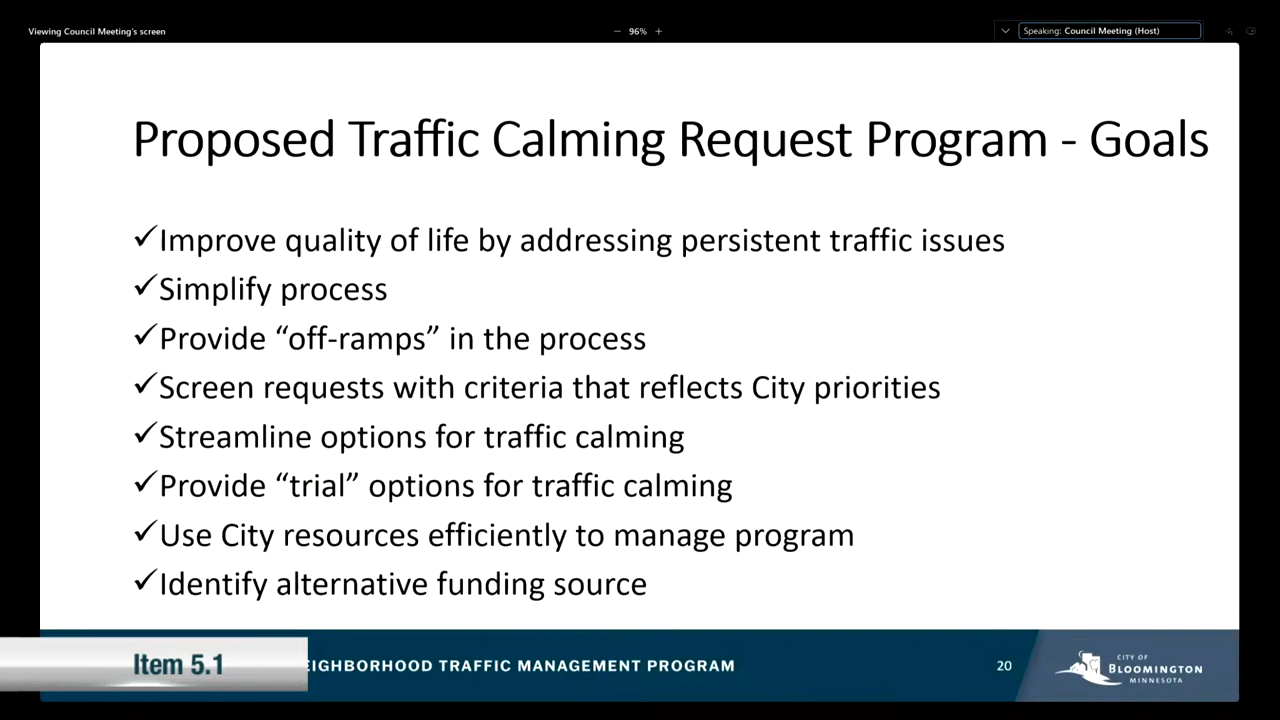 Viewing Council Meeting's screen
96%
Speaking: Council Meeting (Host)
Proposed Traffic Calming Request Program - Goals
Improve quality of life by addressing persistent traffic issues
Simplify process
Provide “off-ramps” in the process
Screen requests with criteria that reflects City priorities
Streamline options for traffic calming
Provide “trial” options for traffic calming
Use City resources efficiently to manage program
Identify alternative funding source
Item 5.1
EIGHBORHOOD TRAFFIC MANAGEMENT PROGRAM
20
CITY OF
BLOOMINGTON
MINNESOTA